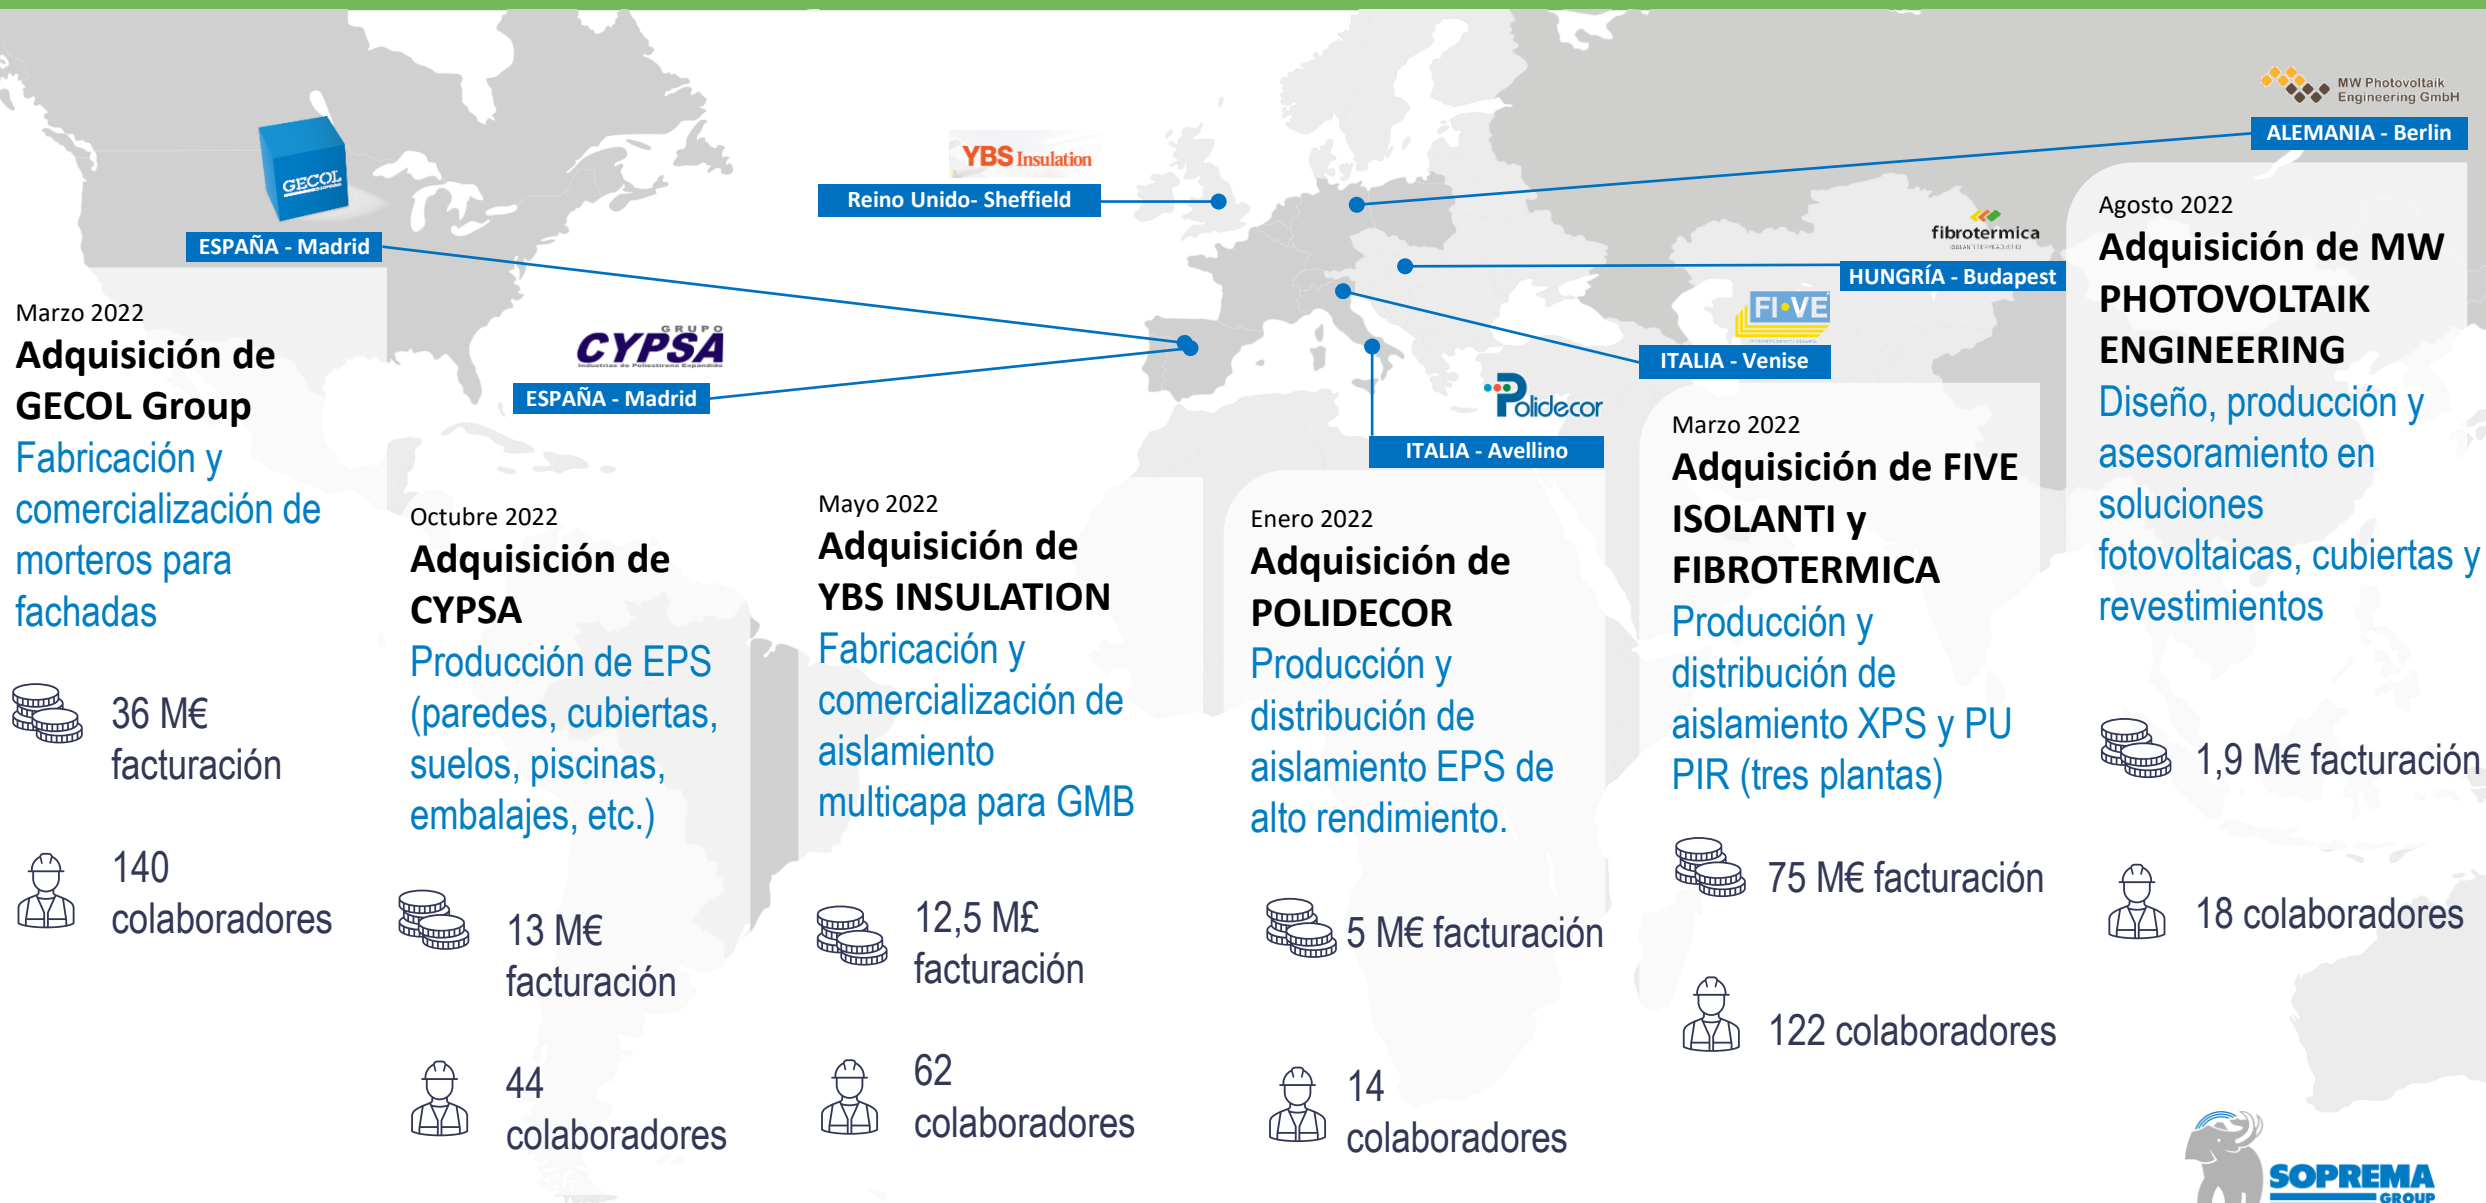 GECOL
ESPAÑA - Madrid
Marzo 2022
Adquisición de
GECOL Group
Fabricación y
comercialización de
morteros para
fachadas
36 M€
facturación
140
colaboradores
GRUPO
CYPSA
Industrias de Poliestireno Expandido
ESPAÑA - Madrid
Octubre 2022
Adquisición de
CYPSA
Producción de EPS
(paredes, cubiertas,
suelos, piscinas,
embalajes, etc.)
13 M€
facturación
44
colaboradores
YBS Insulation
Reino Unido- Sheffield
Mayo 2022
Adquisición de
YBS INSULATION
Fabricación y
comercialización de
aislamiento
multicapa para GMB
12,5 M£
facturación
62
colaboradores
Polidecor
ITALIA - Avellino
Enero 2022
Adquisición de
POLIDECOR
Producción y
distribución de
aislamiento EPS de
alto rendimiento.
5 M€ facturación
14
colaboradores
fibrotermica
HUNGRÍA - Budapest
FI•VE
ITALIA - Venise
Marzo 2022
Adquisición de FIVE
ISOLANTI y
FIBROTERMICA
Producción y
distribución de
aislamiento XPS y PU
PIR (tres plantas)
75 M€ facturación
122 colaboradores
MW Photovoltaik
Engineering GmbH
ALEMANIA - Berlin
Agosto 2022
Adquisición de MW
PHOTOVOLTAIK
ENGINEERING
Diseño, producción y
asesoramiento en
soluciones
fotovoltaicas, cubiertas y
revestimientos
1,9 M€ facturación
18 colaboradores
SOPREMA
GROUP